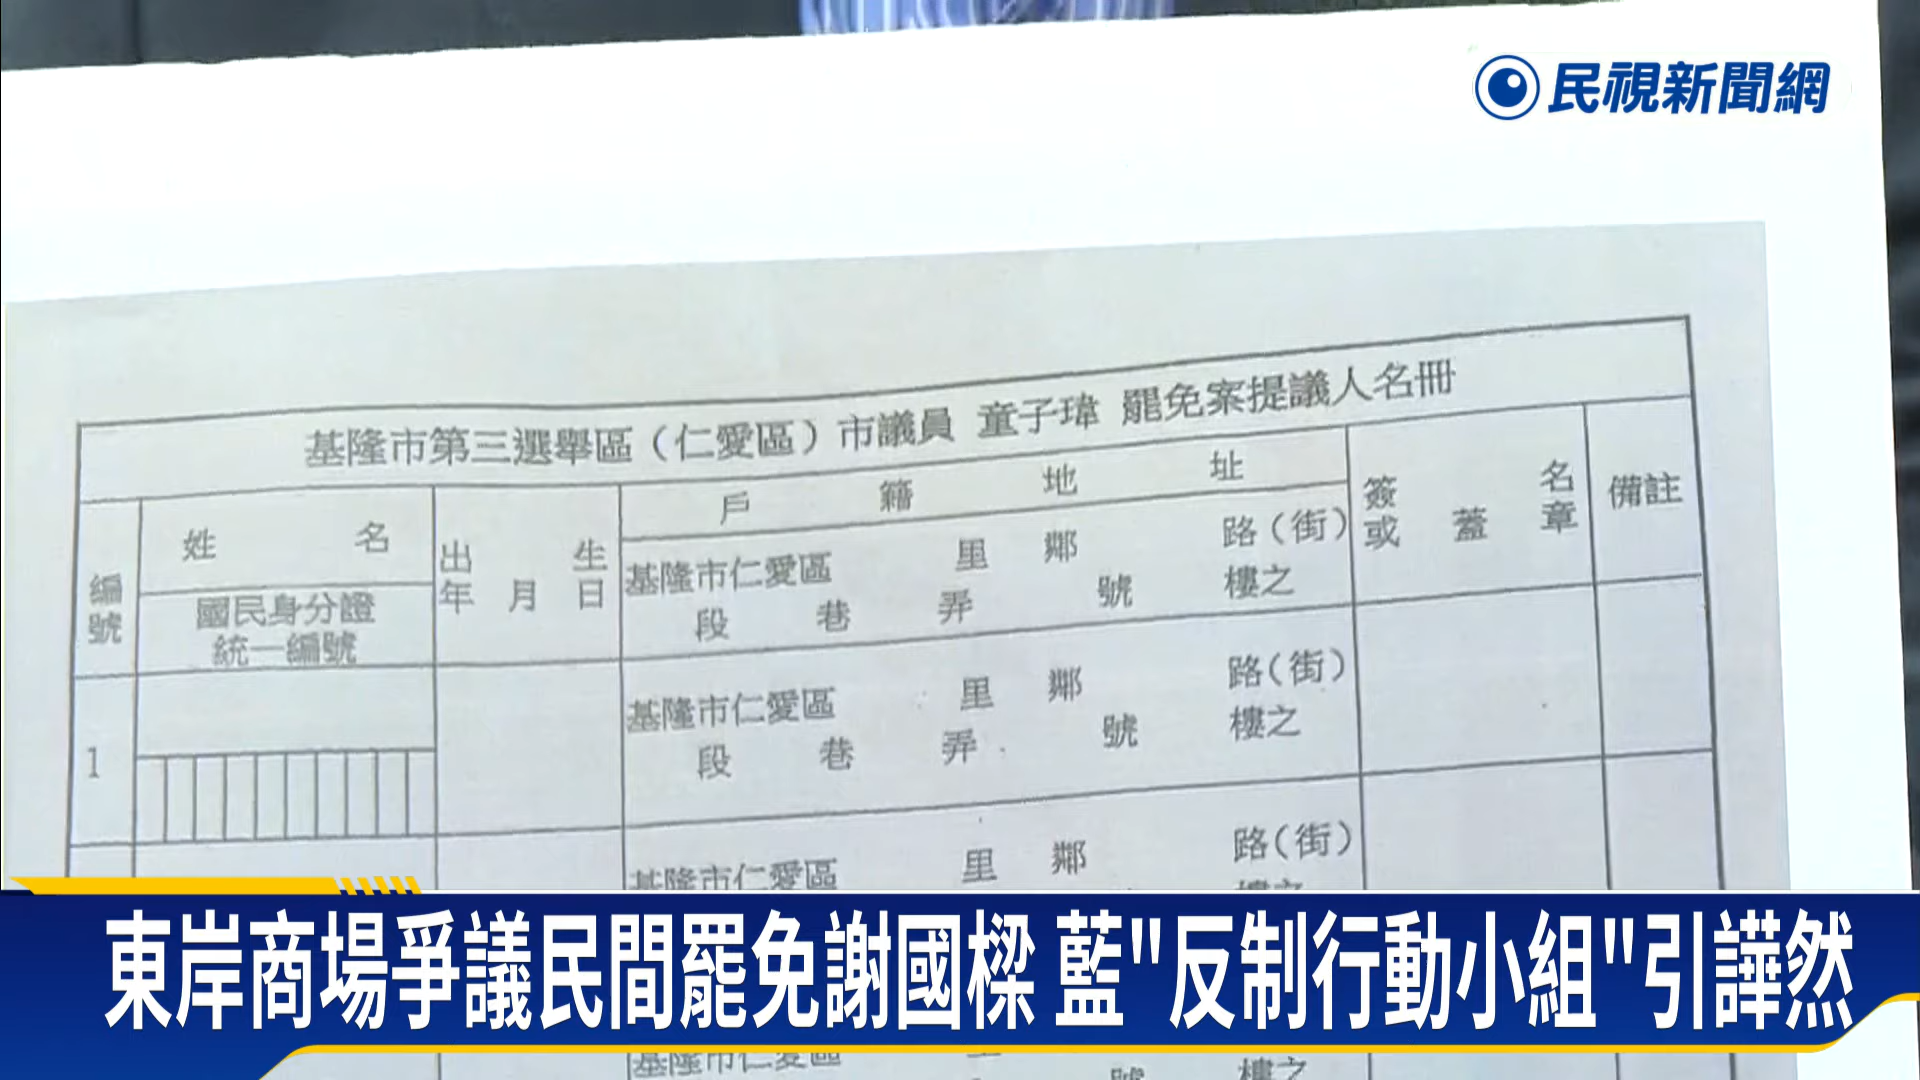 民視新聞網
基隆市第三選舉區（仁愛區）市議員 童子瑋 罷免案提議人名冊
編號
姓名
國民身分證
統一編號
出生
年月日
戶籍地址
基隆市仁愛區 里 鄰 路（街）
段 巷 弄 號 樓之
簽名
或蓋章
備註
1
基隆市仁愛區 里 鄰 路（街）
段 巷 弄 號 樓之
基隆市仁愛區 里 鄰 路（街）
東岸商場爭議民間罷免謝國樑 藍"反制行動小組"引譁然
基隆市仁愛區